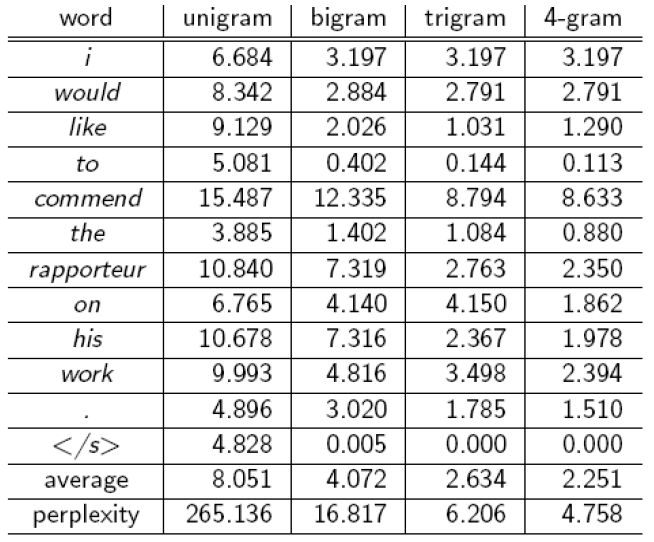 word unigram bigram trigram 4-gram
i 6.684 3.197 3.197 3.197
would 8.342 2.884 2.791 2.791
like 9.129 2.026 1.031 1.290
to 5.081 0.402 0.144 0.113
commend 15.487 12.335 8.794 8.633
the 3.885 1.402 1.084 0.880
rapporteur 10.840 7.319 2.763 2.350
on 6.765 4.140 4.150 1.862
his 10.678 7.316 2.367 1.978
work 9.993 4.816 3.498 2.394
. 4.896 3.020 1.785 1.510
</s> 4.828 0.005 0.000 0.000
average 8.051 4.072 2.634 2.251
perplexity 265.136 16.817 6.206 4.758